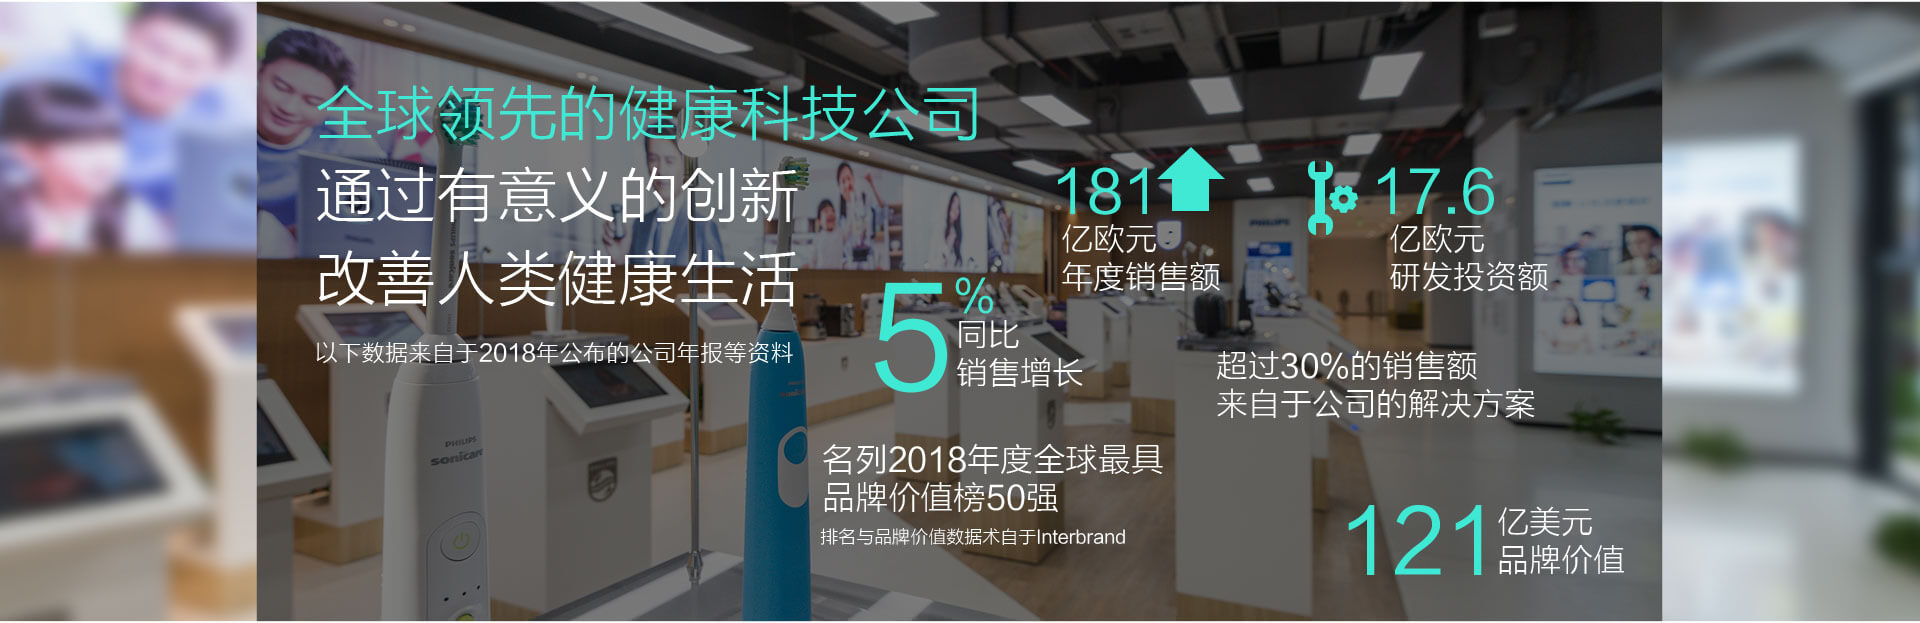 全球领先的健康科技公司
通过有意义的创新
改善人类健康生活
以下数据来自于2018年公布的公司年报等资料
181
亿欧元
年度销售额
17.6
亿欧元
研发投资额
5%
同比
销售增长
超过30%的销售额
来自于公司的解决方案
名列2018年度全球最具
品牌价值榜50强
排名与品牌价值数据术自于Interbrand
121
亿美元
品牌价值
PHILIPS
sonicare
PHILIPS